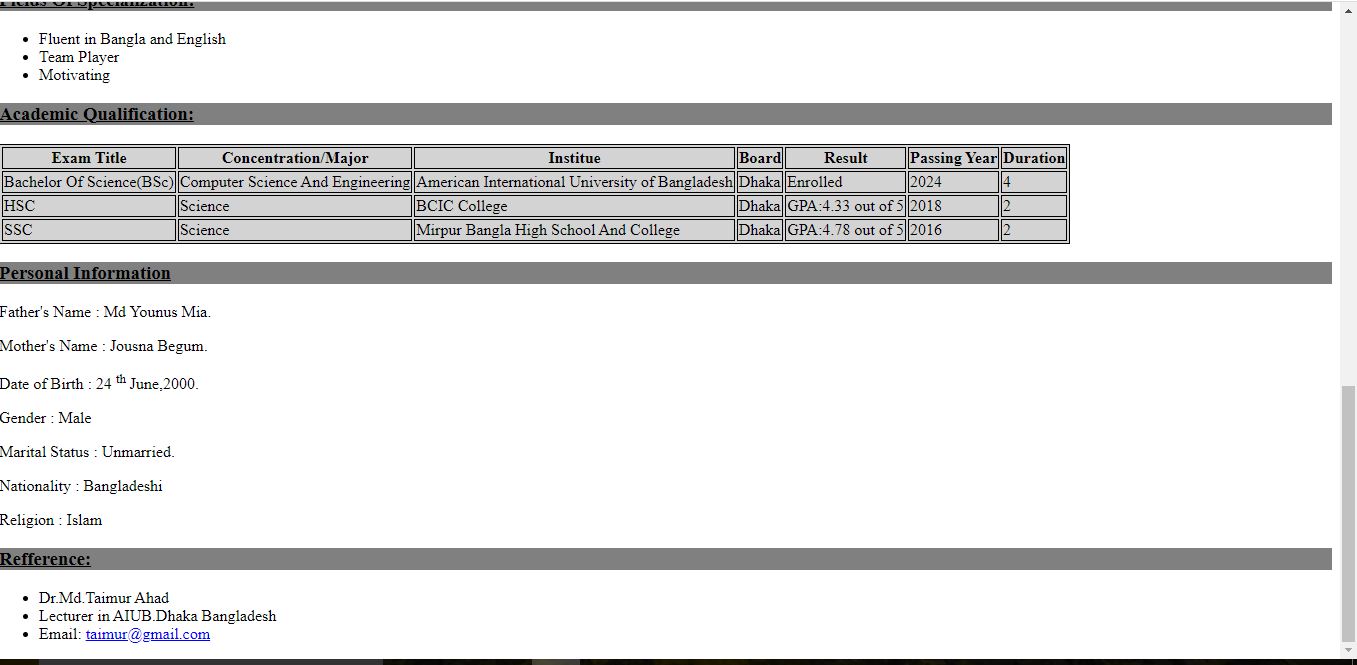 Fields Of Specialization:
Fluent in Bangla and English
Team Player
Motivating
Academic Qualification:
Exam Title Concentration/Major Institue Board Result Passing Year Duration
Bachelor Of Science(BSc) Computer Science And Engineering American International University of Bangladesh Dhaka Enrolled 2024 4
HSC Science BCIC College Dhaka GPA:4.33 out of 5 2018 2
SSC Science Mirpur Bangla High School And College Dhaka GPA:4.78 out of 5 2016 2
Personal Information
Father's Name : Md Younus Mia.
Mother's Name : Jousna Begum.
Date of Birth : 24 th June,2000.
Gender : Male
Marital Status : Unmarried.
Nationality : Bangladeshi
Religion : Islam
Refference:
Dr.Md.Taimur Ahad
Lecturer in AIUB.Dhaka Bangladesh
Email: taimur@gmail.com